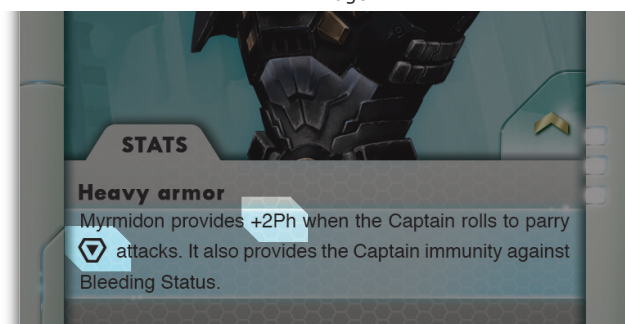 STATS
Heavy armor
Myrmidon provides +2Ph when the Captain rolls to parry
attacks. It also provides the Captain immunity against
Bleeding Status.